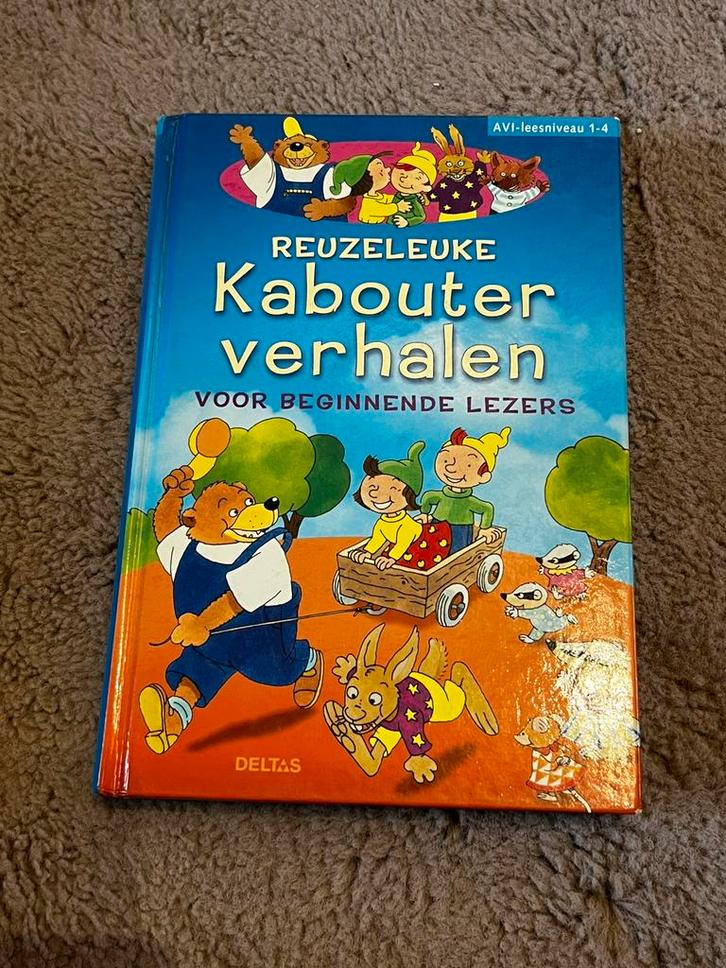 AVI-leesniveau 1-4
REUZELEUKE
Kabouter
verhalen
VOOR BEGINNENDE LEZERS
DELTAS